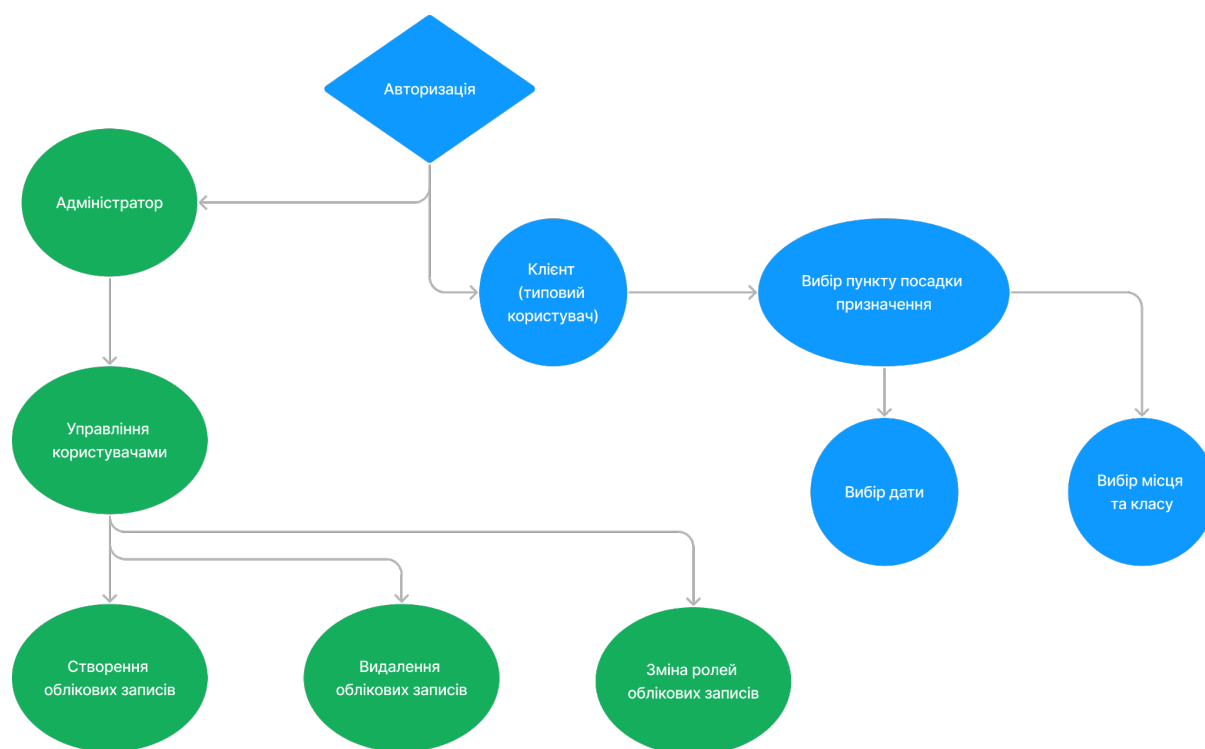 Авторизація
Адміністратор
Клієнт
(типовий
користувач)
Вибір пункту посадки
призначення
Управління
користувачами
Вибір дати
Вибір місця
та класу
Створення
облікових записів
Видалення
облікових записів
Зміна ролей
облікових записів